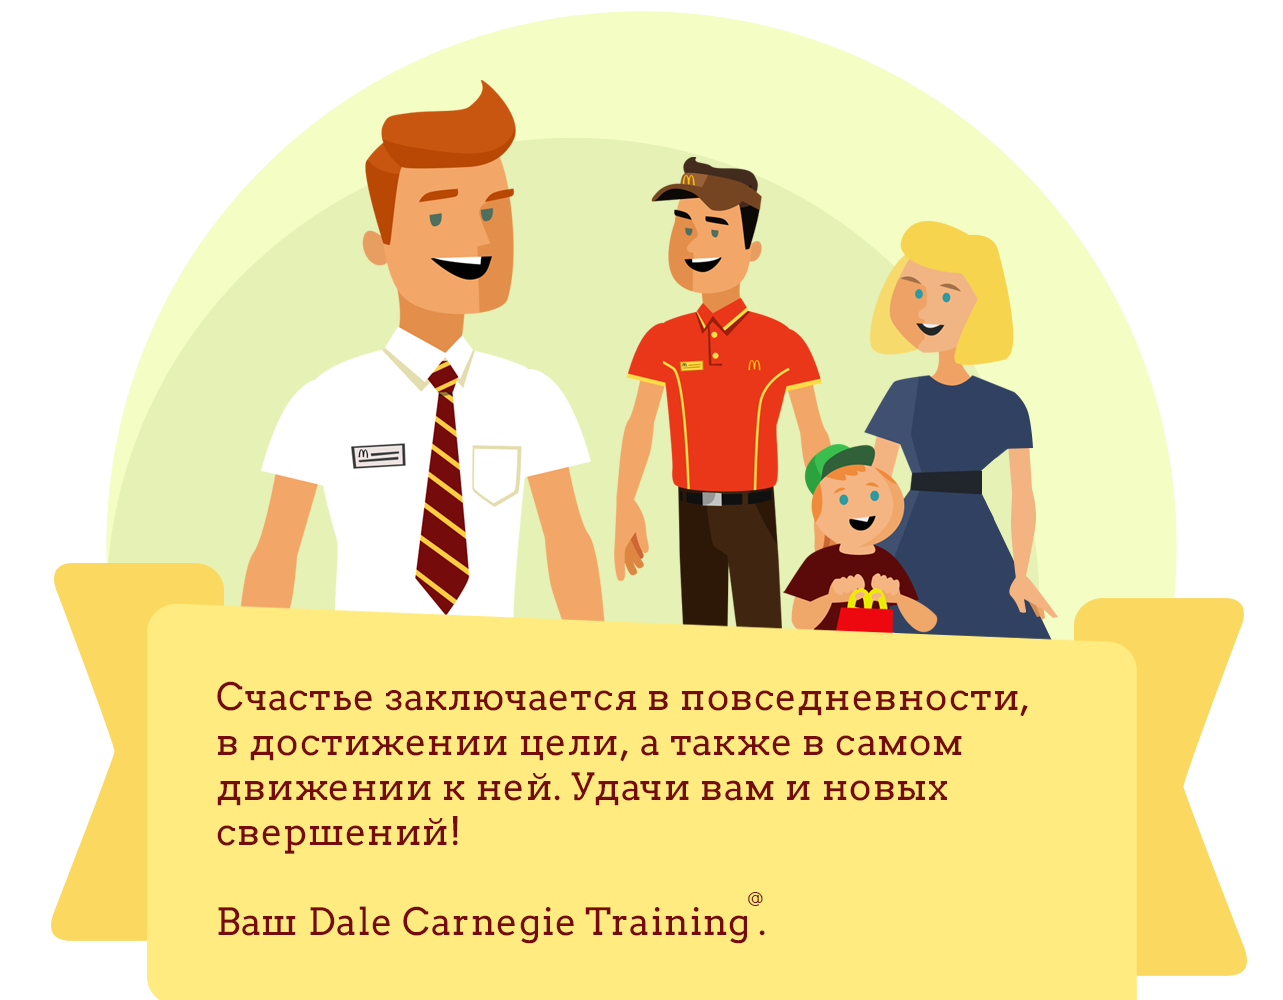 Счастье заключается в повседневности,
в достижении цели, а также в самом
движении к ней. Удачи вам и новых
свершений!
Ваш Dale Carnegie Training@.